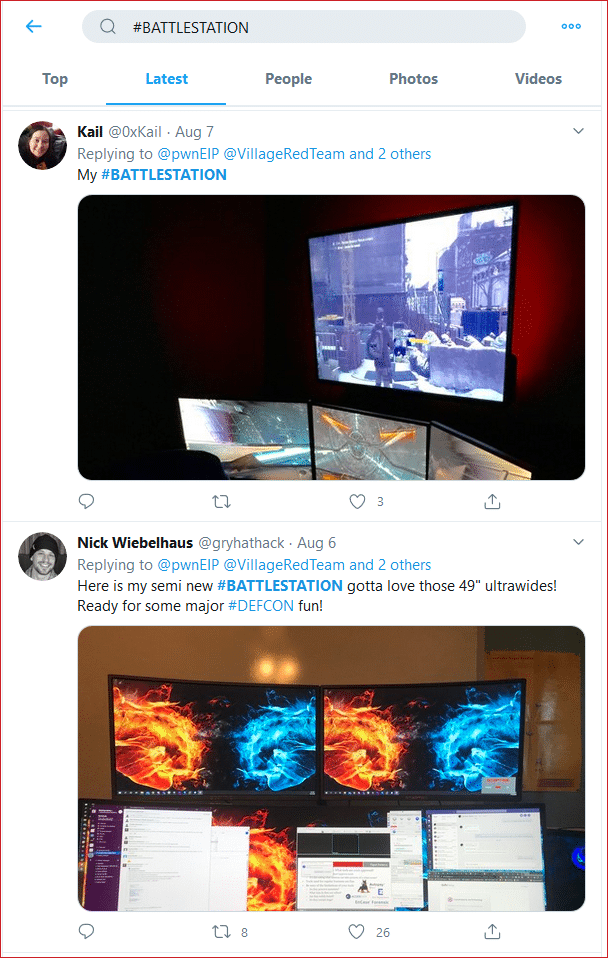 #BATTLESTATION
Top Latest People Photos Videos
Kail @0xKail · Aug 7
Replying to @pwnEIP @VillageRedTeam and 2 others
My #BATTLESTATION
3
Nick Wiebelhaus @gryhathack · Aug 6
Replying to @pwnEIP @VillageRedTeam and 2 others
Here is my semi new #BATTLESTATION gotta love those 49" ultrawides!
Ready for some major #DEFCON fun!
8 26